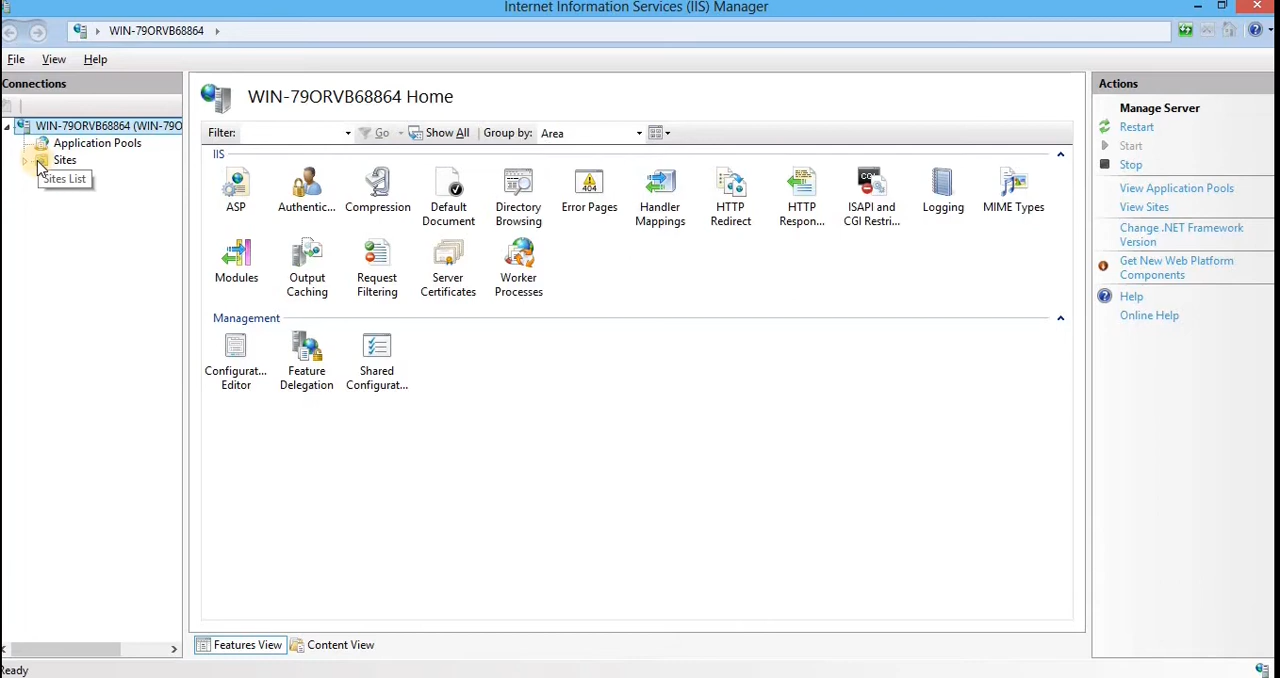 Internet Information Services (IIS) Manager
WIN-79ORVB68864
File View Help
Connections
WIN-79ORVB68864 (WIN-79O
Application Pools
Sites
Sites List
WIN-79ORVB68864 Home
Filter: Go Show All Group by: Area
IIS
ASP
Authentic...
Compression
Default
Document
Directory
Browsing
Error Pages
404
Handler
Mappings
HTTP
Redirect
HTTP
Respon...
ISAPI and
CGI Restri...
Logging
MIME Types
Modules
Output
Caching
Request
Filtering
Server
Certificates
Worker
Processes
Management
Configurat...
Editor
Feature
Delegation
Shared
Configurat...
Features View Content View
Actions
Manage Server
Restart
Start
Stop
View Application Pools
View Sites
Change .NET Framework
Version
Get New Web Platform
Components
Help
Online Help
Ready